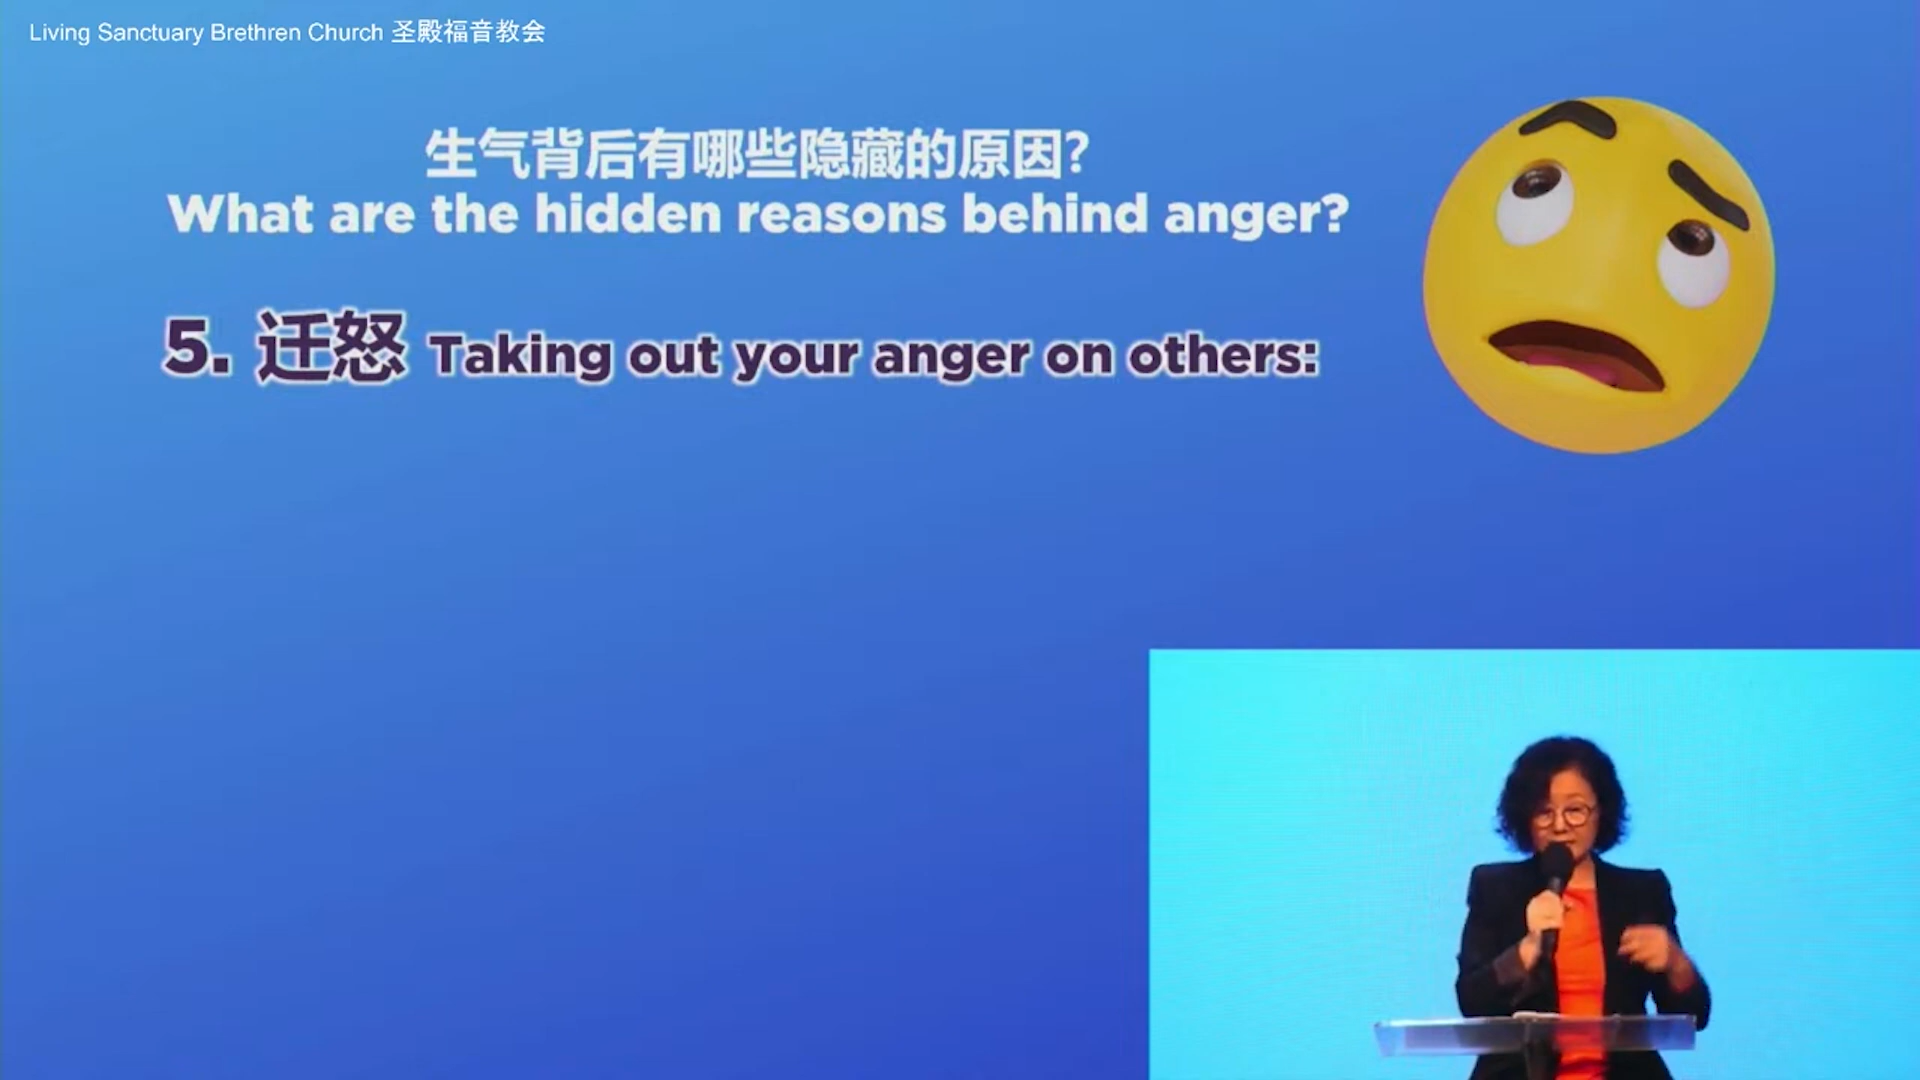 Living Sanctuary Brethren Church 圣殿福音教会
生气背后有哪些隐藏的原因?
What are the hidden reasons behind anger?
5. 迁怒 Taking out your anger on others: